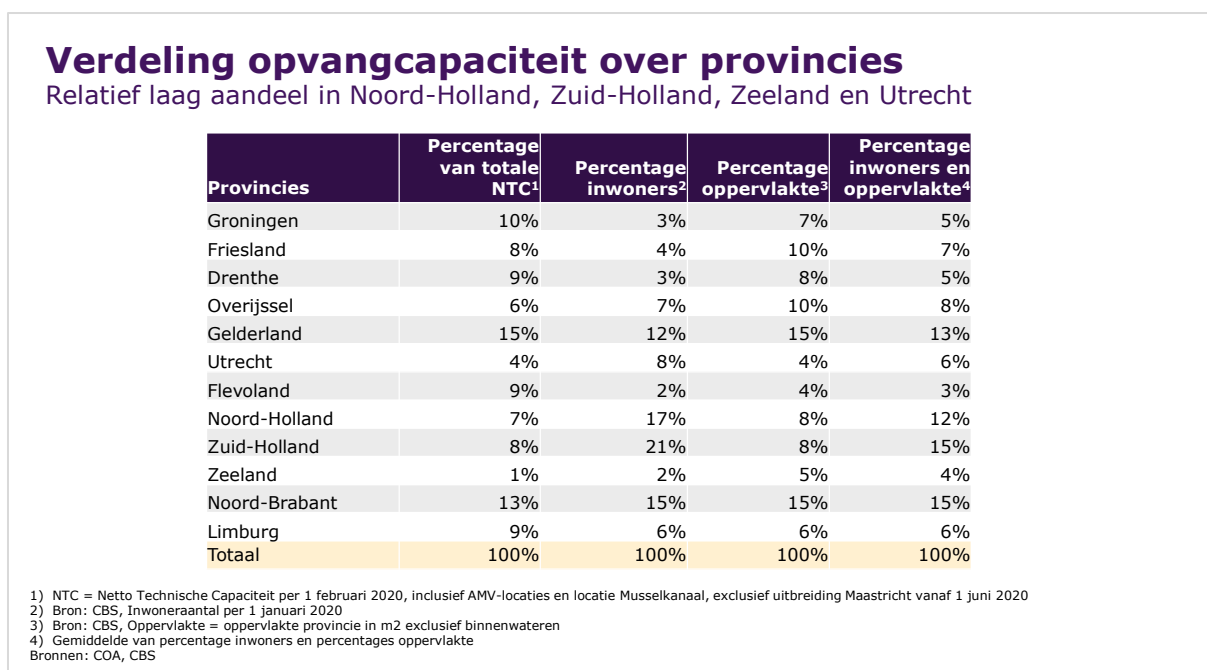 Verdeling opvangcapaciteit over provincies
Relatief laag aandeel in Noord-Holland, Zuid-Holland, Zeeland en Utrecht
Provincies Percentage van totale NTC¹ Percentage inwoners² Percentage oppervlakte³ Percentage inwoners en oppervlakte⁴
Groningen 10% 3% 7% 5%
Friesland 8% 4% 10% 7%
Drenthe 9% 3% 8% 5%
Overijssel 6% 7% 10% 8%
Gelderland 15% 12% 15% 13%
Utrecht 4% 8% 4% 6%
Flevoland 9% 2% 4% 3%
Noord-Holland 7% 17% 8% 12%
Zuid-Holland 8% 21% 8% 15%
Zeeland 1% 2% 5% 4%
Noord-Brabant 13% 15% 15% 15%
Limburg 9% 6% 6% 6%
Totaal 100% 100% 100% 100%
1) NTC = Netto Technische Capaciteit per 1 februari 2020, inclusief AMV-locaties en locatie Musselkanaal, exclusief uitbreiding Maastricht vanaf 1 juni 2020
2) Bron: CBS, Inwoneraantal per 1 januari 2020
3) Bron: CBS, Oppervlakte = oppervlakte provincie in m2 exclusief binnenwateren
4) Gemiddelde van percentage inwoners en percentages oppervlakte
Bronnen: COA, CBS